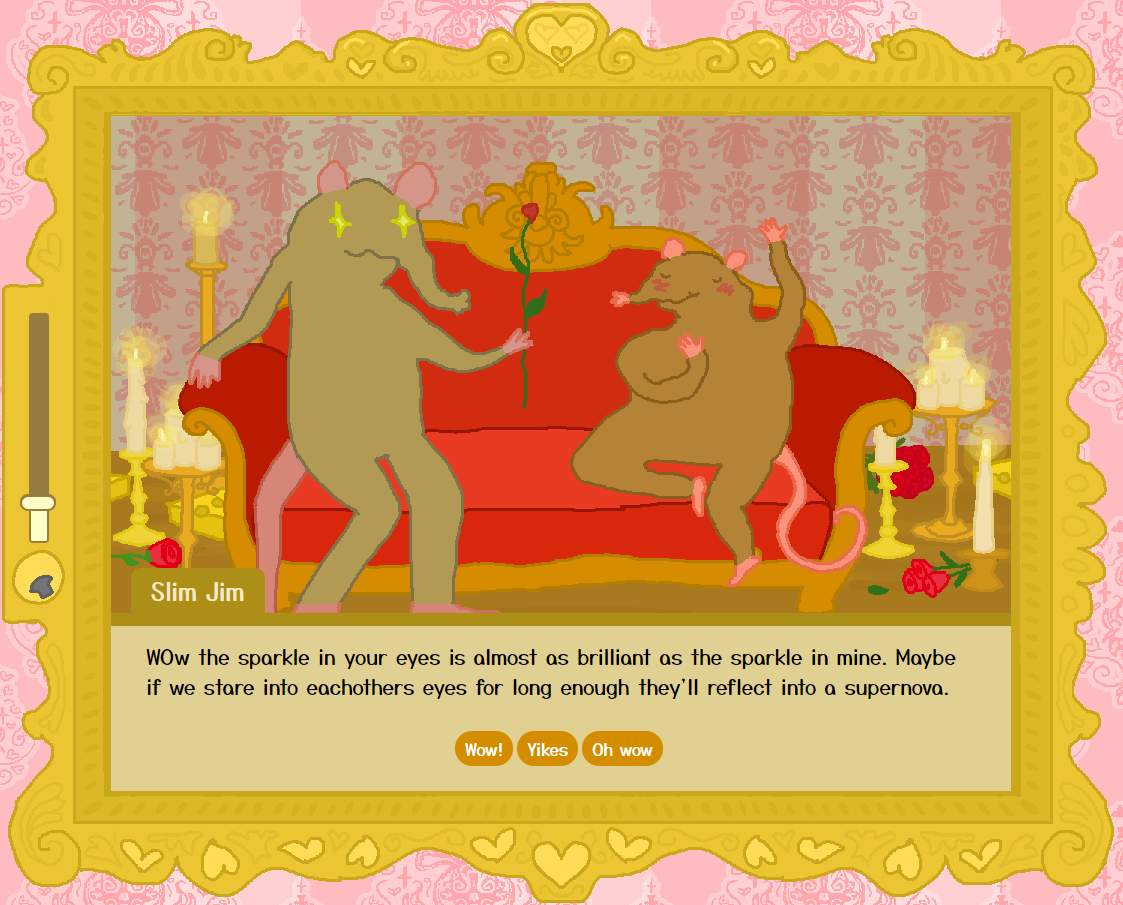 Slim Jim
WOw the sparkle in your eyes is almost as brilliant as the sparkle in mine. Maybe
if we stare into eachothers eyes for long enough they'll reflect into a supernova.
Wow! Yikes Oh wow